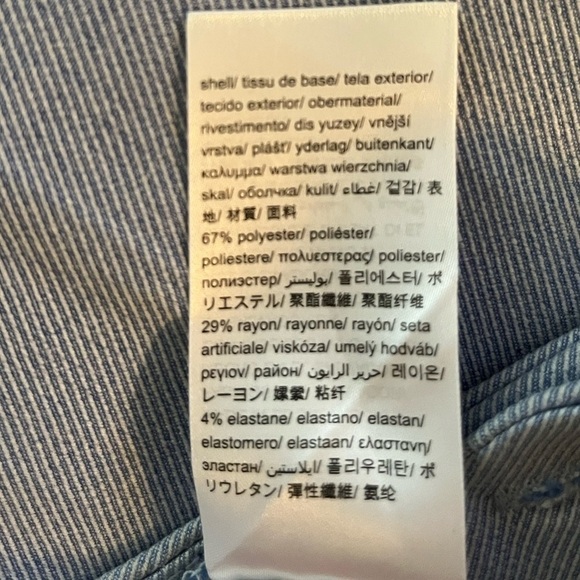 shell/ tissu de base/ tela exterior/
tecido exterior/ obermaterial/
rivestimento/ dis yuzey/ vnější
vrstva/ plášť/ yderlag/ buitenkant/
καλυμμα/ warstwa wierzchnia/
skal/ оболчка/ kulit/ غطاء/ 겉감/ 表
地/ 材質/ 面料
67% polyester/ poliéster/
poliestere/ πολυεστερας/ poliester/
полиэстер/ بوليستر/ 폴리에스터/ ポ
リエステル/ 聚酯纖維/ 聚酯纤维
29% rayon/ rayonne/ rayón/ seta
artificiale/ viskóza/ umelý hodváb/
ρεγιον/ район/ حرير الرايون/ 레이온/
レーヨン/ 嫘縈/ 粘纤
4% elastane/ elastano/ elastan/
elastomero/ elastaan/ ελαστανη/
эластан/ ايلاستين/ 폴리우레탄/ ポ
リウレタン/ 彈性纖維/ 氨纶